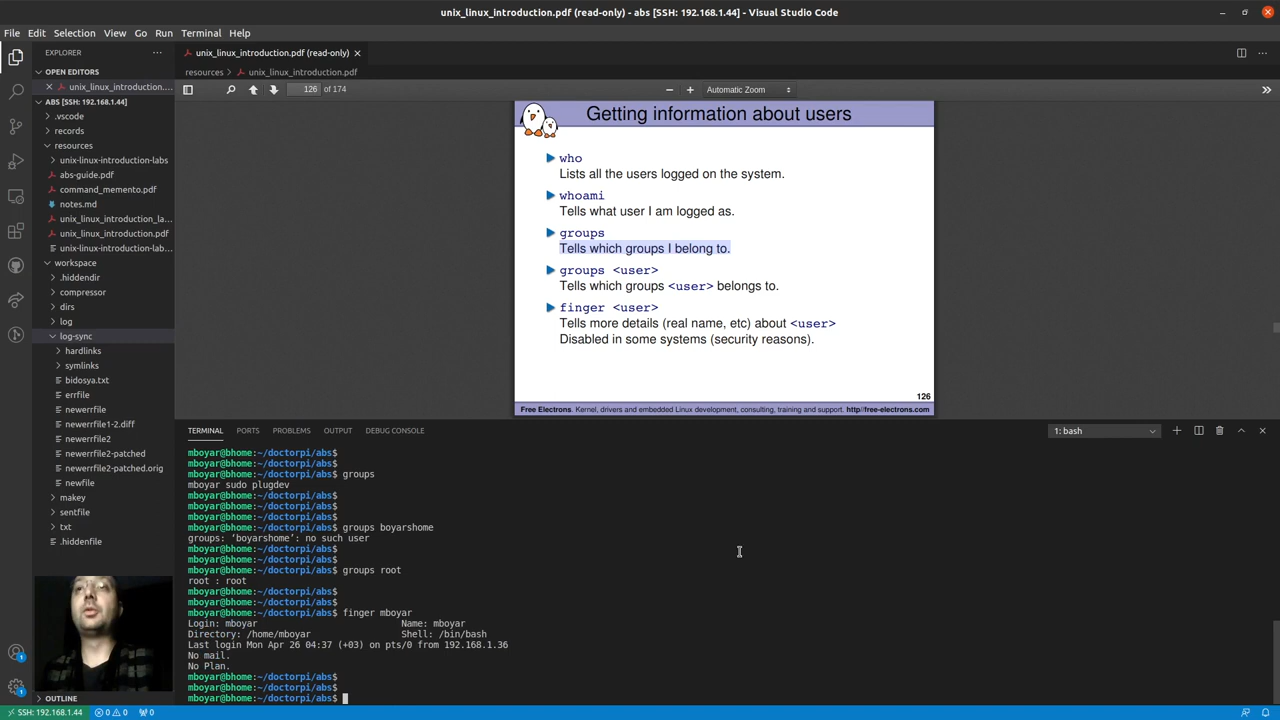 unix_linux_introduction.pdf (read-only) - abs [SSH: 192.168.1.44] - Visual Studio Code
File Edit Selection View Go Run Terminal Help
EXPLORER
OPEN EDITORS
unix_linux_introduction....
ABS [SSH: 192.168.1.44]
.vscode
records
resources
unix-linux-introduction-labs
abs-guide.pdf
command_memento.pdf
notes.md
unix_linux_introduction_la...
unix_linux_introduction.pdf
unix-linux-introduction-lab...
workspace
.hiddendir
compressor
dirs
log
log-sync
hardlinks
symlinks
bidosya.txt
errfile
newerrfile
newerrfile1-2.diff
newerrfile2
newerrfile2-patched
newerrfile2-patched.orig
newfile
makey
sentfile
txt
.hiddenfile
OUTLINE
unix_linux_introduction.pdf (read-only)
resources > unix_linux_introduction.pdf
126 of 174
Automatic Zoom
Getting information about users
who
Lists all the users logged on the system.
whoami
Tells what user I am logged as.
groups
Tells which groups I belong to.
groups <user>
Tells which groups <user> belongs to.
finger <user>
Tells more details (real name, etc) about <user>
Disabled in some systems (security reasons).
126
Free Electrons. Kernel, drivers and embedded Linux development, consulting, training and support. http//free-electrons.com
TERMINAL PORTS PROBLEMS OUTPUT DEBUG CONSOLE
1: bash
mboyar@bhome:~/doctorpi/abs$
mboyar@bhome:~/doctorpi/abs$
mboyar@bhome:~/doctorpi/abs$ groups
mboyar sudo plugdev
mboyar@bhome:~/doctorpi/abs$
mboyar@bhome:~/doctorpi/abs$
mboyar@bhome:~/doctorpi/abs$
mboyar@bhome:~/doctorpi/abs$ groups boyarshome
groups: ‘boyarshome’: no such user
mboyar@bhome:~/doctorpi/abs$
mboyar@bhome:~/doctorpi/abs$
mboyar@bhome:~/doctorpi/abs$ groups root
root : root
mboyar@bhome:~/doctorpi/abs$
mboyar@bhome:~/doctorpi/abs$
mboyar@bhome:~/doctorpi/abs$ finger mboyar
Login: mboyar Name: mboyar
Directory: /home/mboyar Shell: /bin/bash
Last login Mon Apr 26 04:37 (+03) on pts/0 from 192.168.1.36
No mail.
No Plan.
mboyar@bhome:~/doctorpi/abs$
mboyar@bhome:~/doctorpi/abs$
mboyar@bhome:~/doctorpi/abs$
SSH: 192.168.1.44 0 0 0